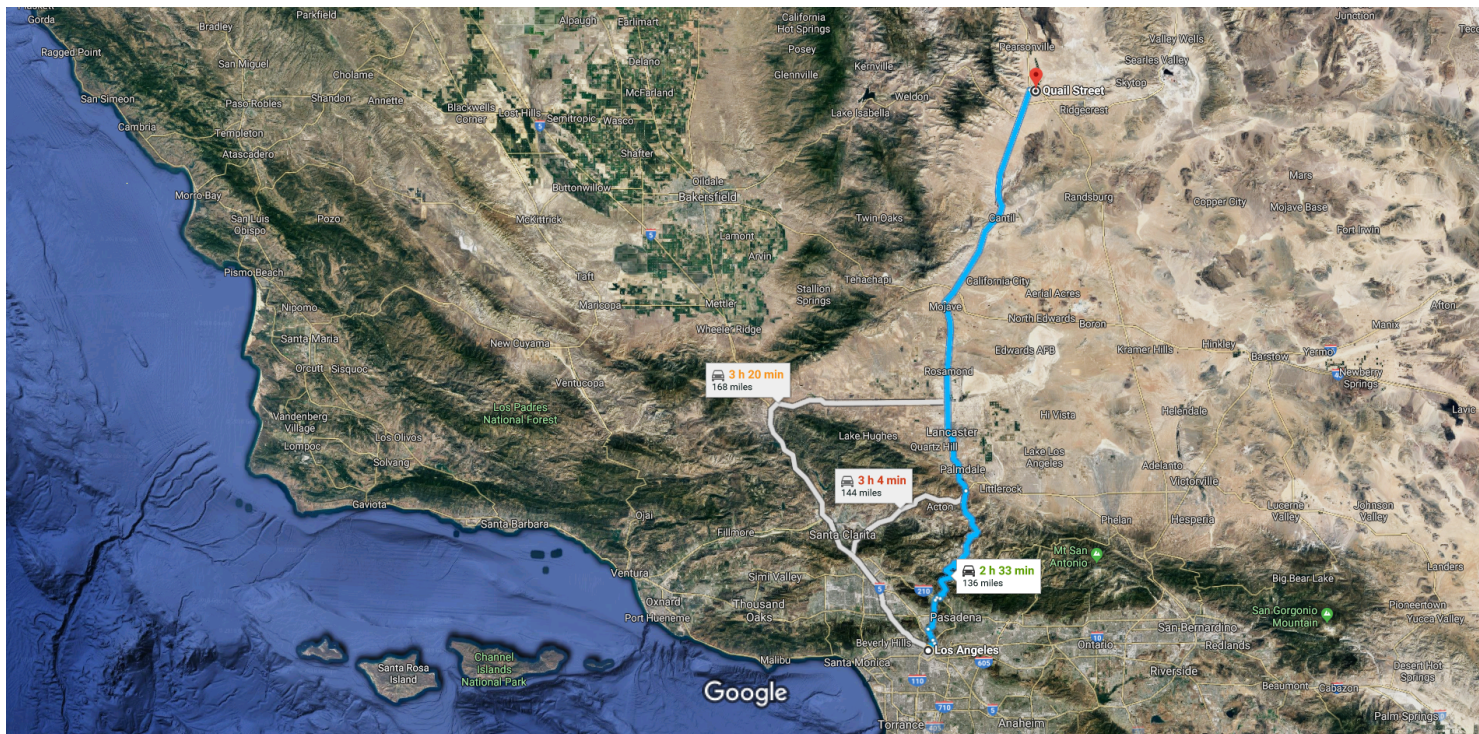 Gorda
Bradley
Parkfield
Alpaugh
Earlimart
California
Hot Springs
Pearsonville
Valley Wells
Junction
Ragged Point
San Miguel
Cholame
Delano
Posey
Glennville
Kernville
Searles Valley
Skytop
San Simeon
Paso Robles
Shandon
Annette
Blackwells
Corner
Lost Hills
Semitropic
Wasco
McFarland
Weldon
Lake Isabella
Quail Street
Ridgecrest
Cambria
Templeton
Atascadero
Shafter
Morro Bay
Buttonwillow
Oildale
Bakersfield
Randsburg
Mars
Copper City
Mojave Base
San Luis
Obispo
Pozo
McKittrick
Twin Oaks
Cantil
Fort Irwin
5
5
Lamont
Arvin
Pismo Beach
Taft
Tehachapi
California City
Stallion
Springs
Aerial Acres
Nipomo
Maricopa
Mettler
Mojave
North Edwards
Boron
Afton
Manix
Santa Maria
New Cuyama
Wheeler Ridge
Edwards AFB
Kramer Hills
Hinkley
Barstow
Yermo
Newberry
Springs
Orcutt
Sisquoc
Ventucopa
3 h 20 min
168 miles
Rosamond
Vandenberg
Village
Los Padres
National Forest
Hi Vista
Helendale
Lavic
Lompoc
Los Olivos
Solvang
Lake Hughes
Lancaster
Quartz Hill
Lake Los
Angeles
Palmdale
Adelanto
Victorville
3 h 4 min
144 miles
Littlerock
Gaviota
Santa Barbara
Ojai
Fillmore
Acton
Phelan
Hesperia
Lucerne
Valley
Johnson
Valley
Santa Clarita
Mt San
Antonio
Ventura
Simi Valley
2 h 33 min
136 miles
Big Bear Lake
Landers
Oxnard
Port Hueneme
Thousand
Oaks
5
210
Pasadena
San Gorgonio
Mountain
Pioneertown
Yucca Valley
Beverly Hills
San Bernardino
Redlands
10
Ontario
Los Angeles
605
Malibu
Santa Monica
Channel
Islands
National Park
Santa Rosa
Island
110
Riverside
Desert Hot
Springs
Google
710
5
Beaumont
Cabazon
Torrance
405
Anaheim
Palm Springs